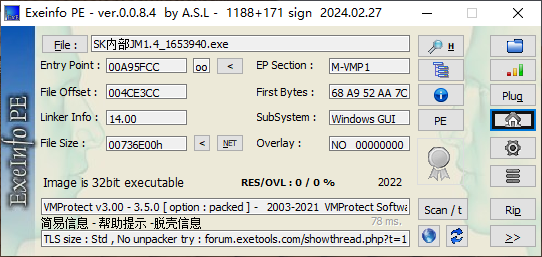 Exeinfo PE - ver.0.0.8.4 by A.S.L - 1188+171 sign 2024.02.27
File : SK内部JM1.4_1653940.exe H
Entry Point : 00A95FCC oo < EP Section : M-VMP1
File Offset : 004CE3CC First Bytes : 68 A9 52 AA 7C Plug
Linker Info : 14.00 SubSystem : Windows GUI PE
File Size : 00736E00h < NET Overlay : NO 00000000
Image is 32bit executable RES/OVL : 0 / 0 % 2022
VMProtect v3.00 - 3.5.0 [ option : packed ] - 2003-2021 VMProtect Softwa Scan / t Rip
简易信息 - 帮助提示 -脱壳信息 78 ms.
TLS size : Std , No unpacker try : forum.exetools.com/showthread.php?t=1 >>
ExeInfo PE